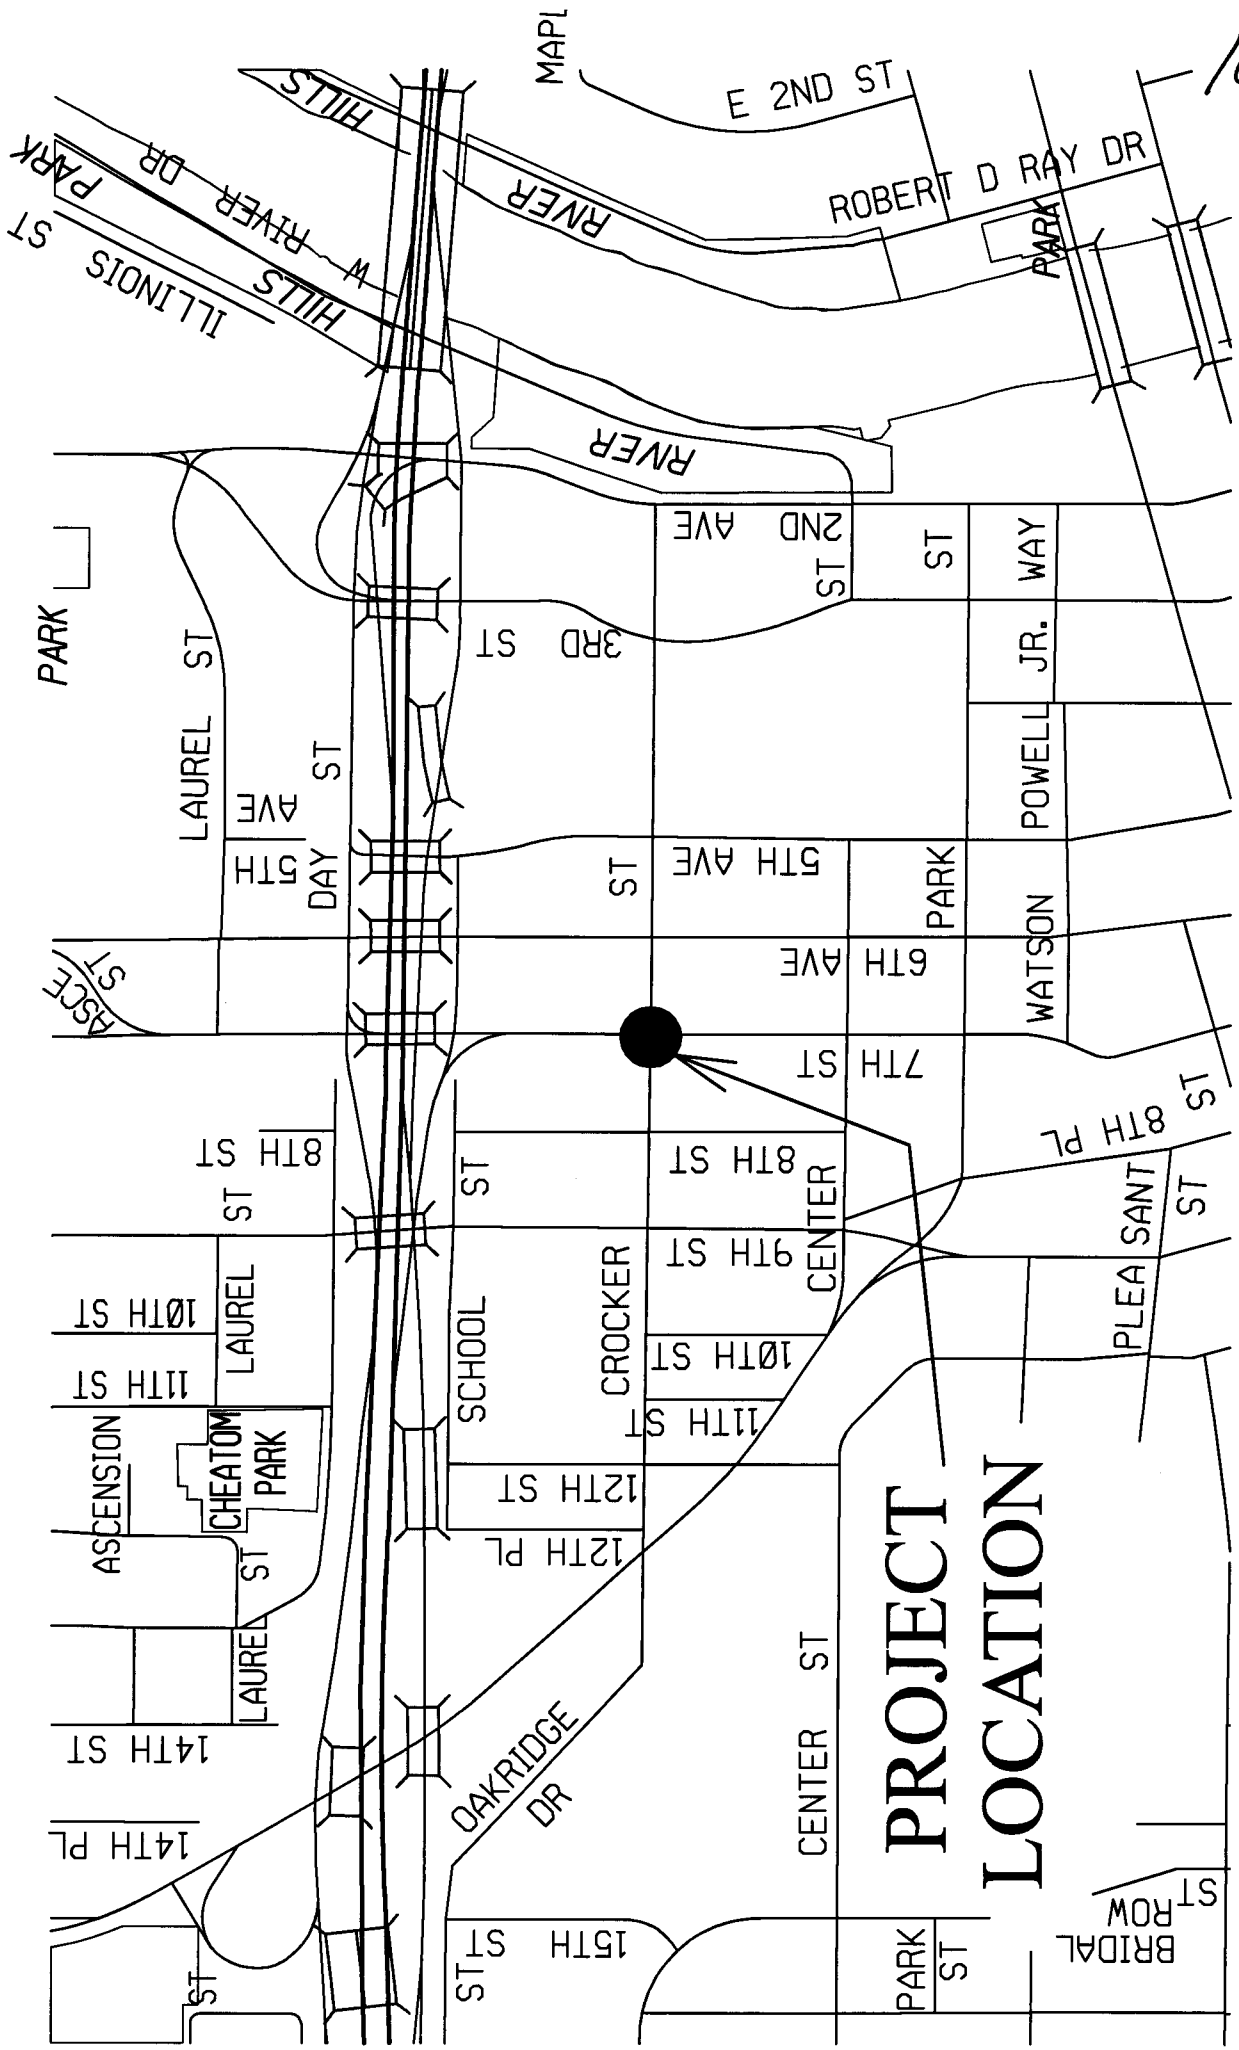 MAPL
E 2ND ST
ROBERT D RAY DR
PARK
W RIVER DR
ILLINOIS ST
RIVER HILLS PARK
RIVER HILLS
PARK
LAUREL ST
5TH AVE
DAY ST
ASCE
ST
2ND AVE
3RD ST
5TH AVE
6TH AVE
7TH ST
8TH ST
8TH ST
8TH PL
ST
9TH ST
10TH ST
10TH ST
11TH ST
11TH ST
12TH ST
12TH PL
14TH ST
14TH PL
15TH ST
LAUREL ST
LAUREL ST
ASCENSION
CHEATOM
PARK
SCHOOL ST
CROCKER ST
CENTER ST
PARK ST
WATSON POWELL JR. WAY
PLEASANT ST
OAKRIDGE
DR
CENTER ST
PARK
ST
ST
ST
BRIDAL
ROW
ST
PROJECT
LOCATION